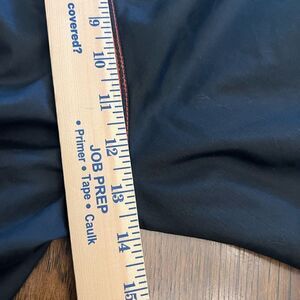 covered?
9
10
11
12
13
14
15
JOB PREP
• Primer • Tape • Caulk